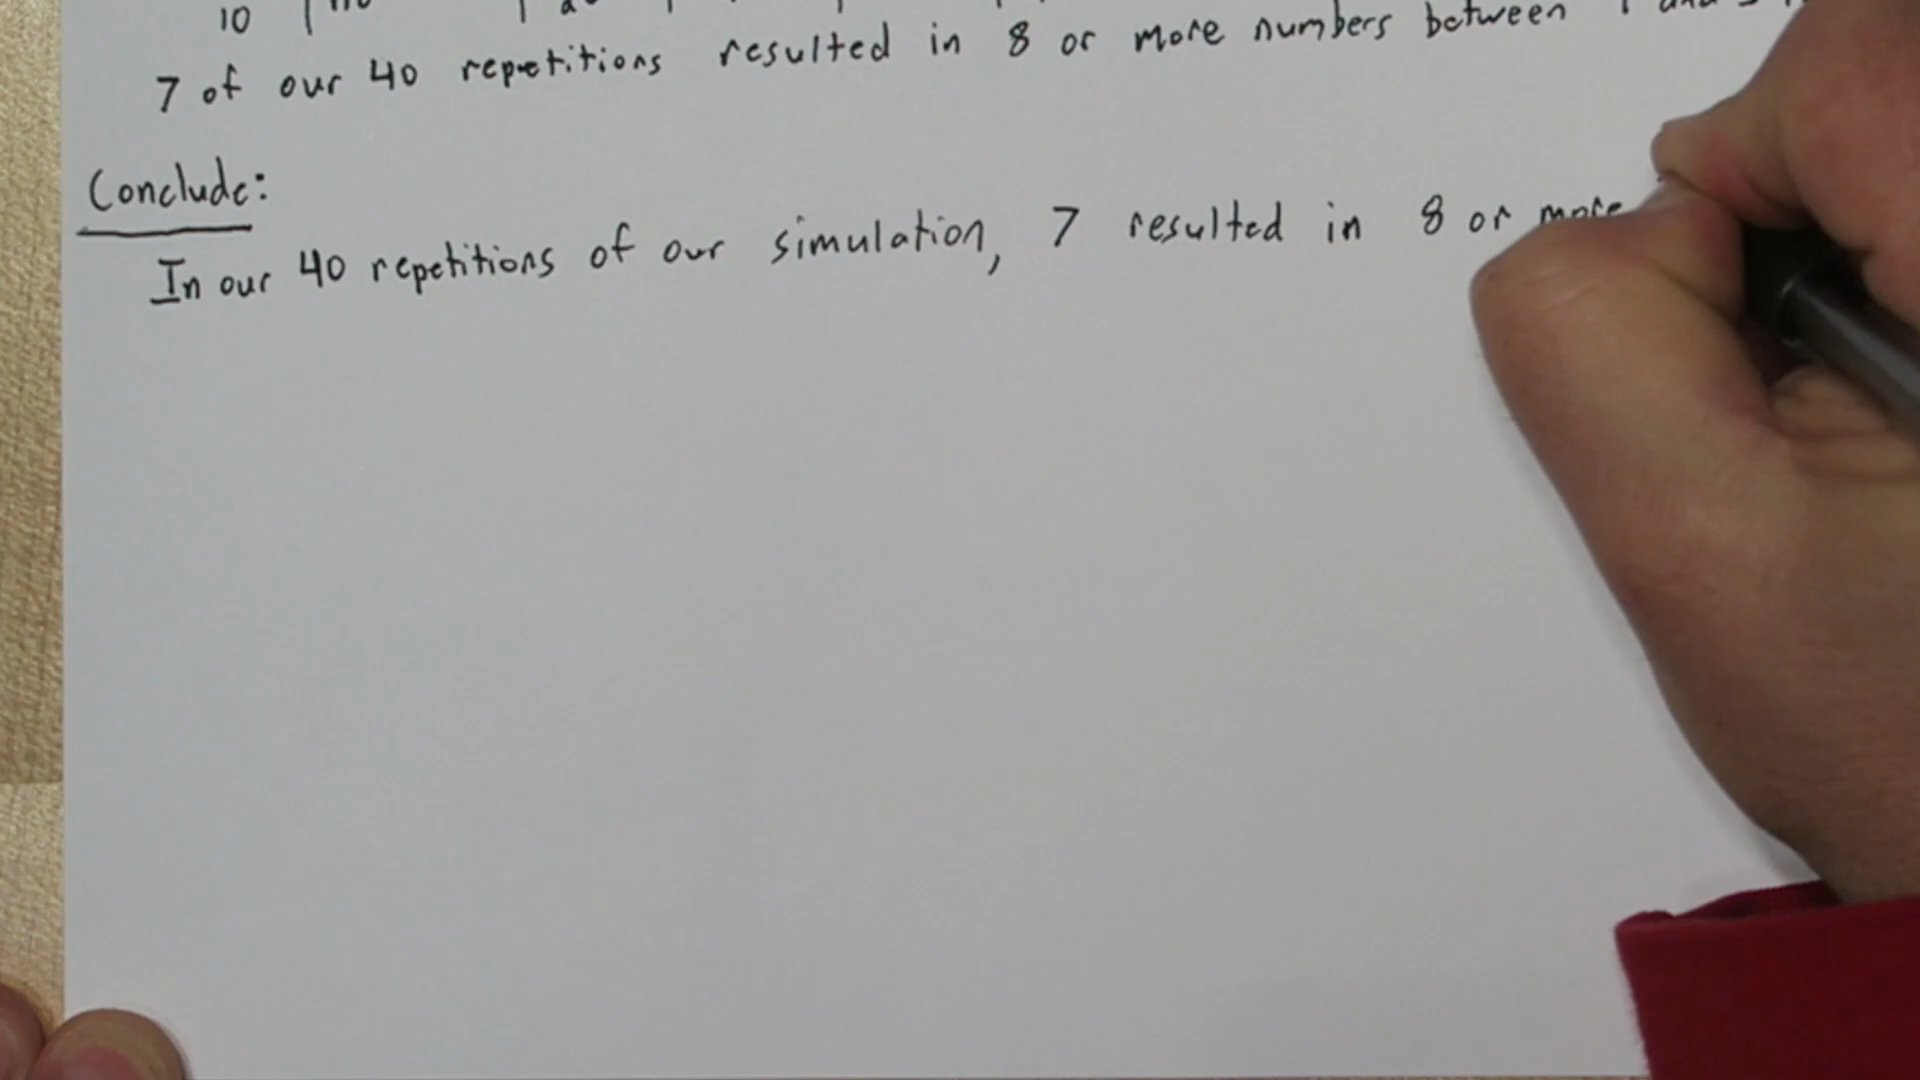 10
7 of our 40 repetitions resulted in 8 or more numbers between
Conclude:
In our 40 repetitions of our simulation, 7 resulted in 8 or more